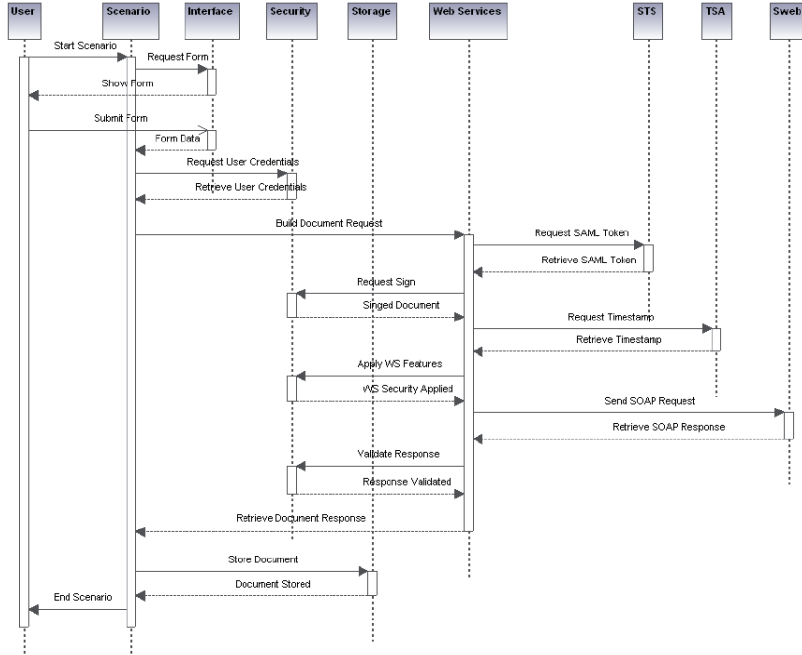 User Scenario Interface Security Storage Web Services STS TSA Sweb
Start Scenario
Request Form
Show Form
Submit Form
Form Data
Request User Credentials
Retrieve User Credentials
Build Document Request
Request SAML Token
Retrieve SAML Token
Request Sign
Singed Document
Request Timestamp
Retrieve Timestamp
Apply WS Features
WS Security Applied
Send SOAP Request
Retrieve SOAP Response
Validate Response
Response Validated
Retrieve Document Response
Store Document
Document Stored
End Scenario